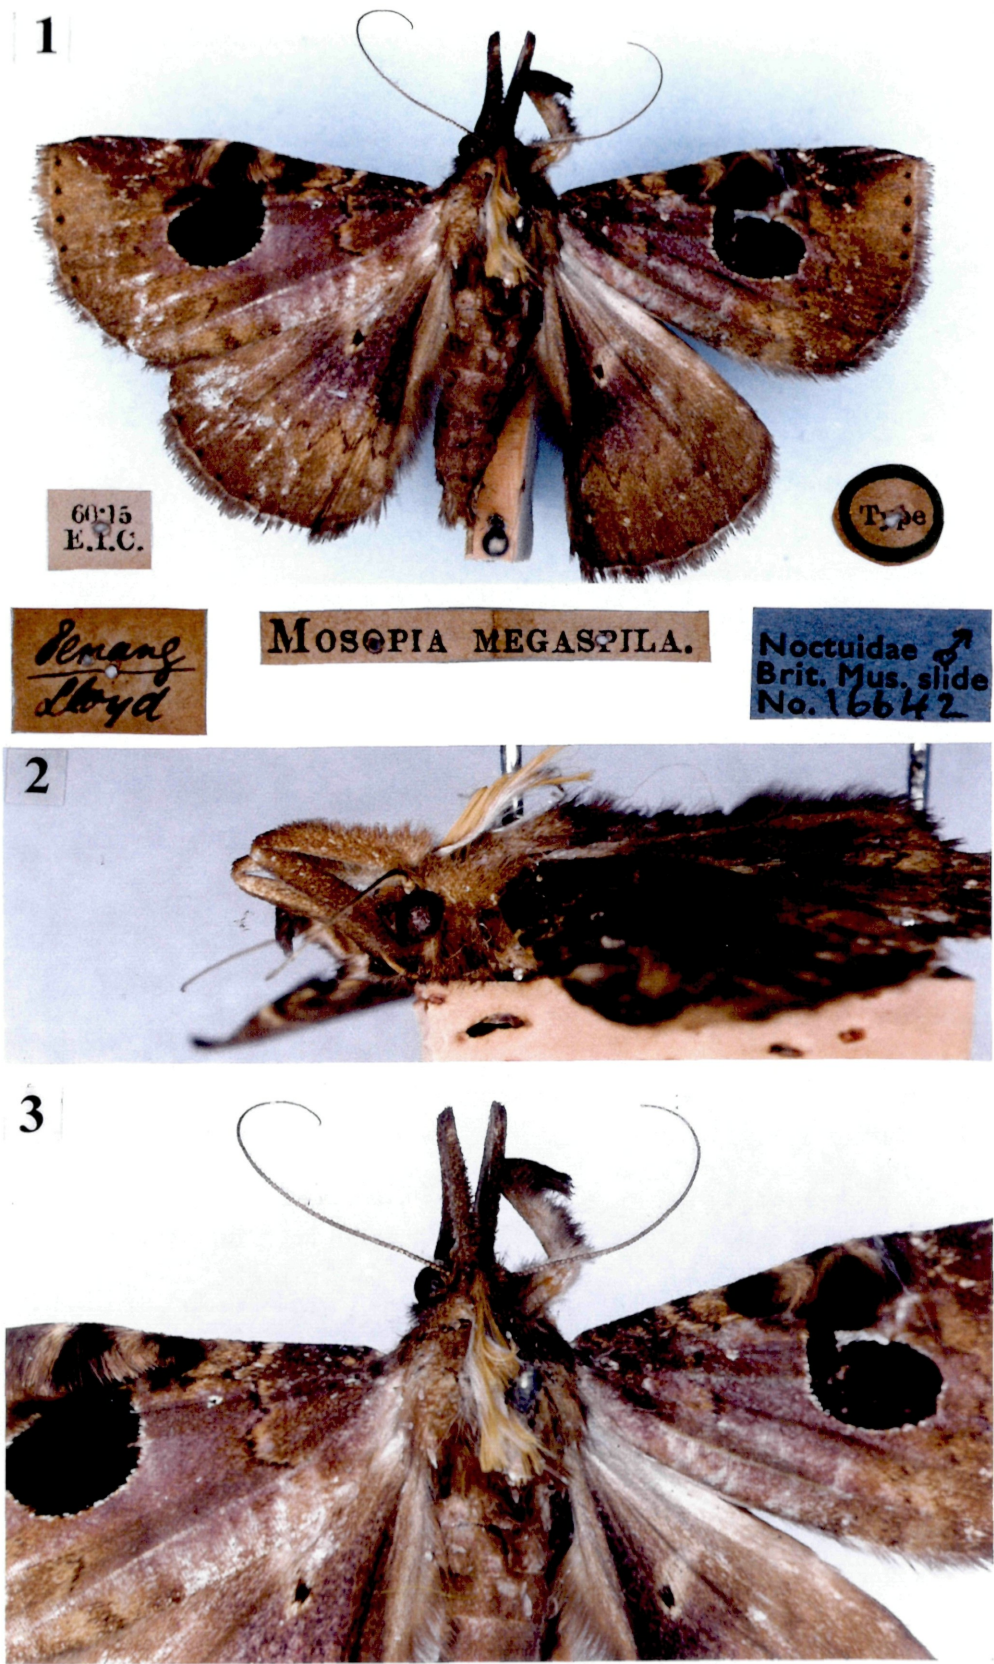 1
60·15
E.I.C.
Type
Penang
Lloyd
MOSOPIA MEGASPILA.
Noctuidae ♂
Brit. Mus. slide
No. 16642
2
3